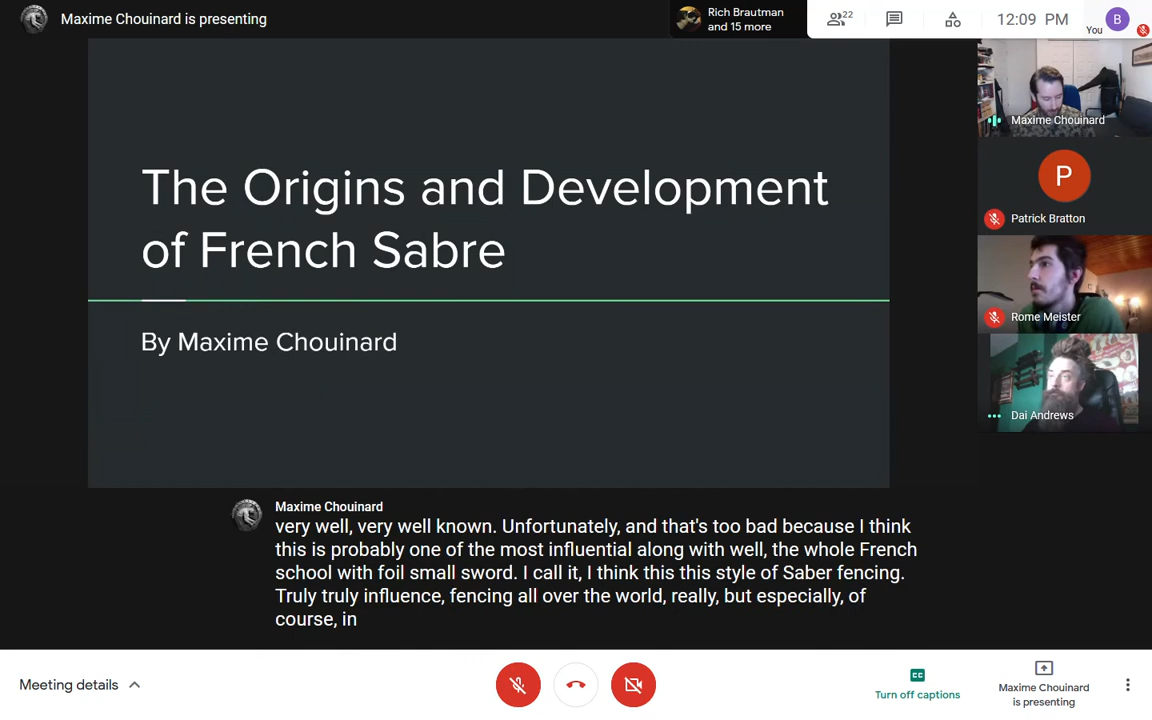 Maxime Chouinard is presenting
Rich Brautman
and 15 more
22
12:09 PM
You
B
The Origins and Development
of French Sabre
By Maxime Chouinard
Maxime Chouinard
P
Patrick Bratton
Rome Meister
Dai Andrews
Maxime Chouinard
very well, very well known. Unfortunately, and that's too bad because I think
this is probably one of the most influential along with well, the whole French
school with foil small sword. I call it, I think this this style of Saber fencing.
Truly truly influence, fencing all over the world, really, but especially, of
course, in
Meeting details
CC
Turn off captions
Maxime Chouinard
is presenting